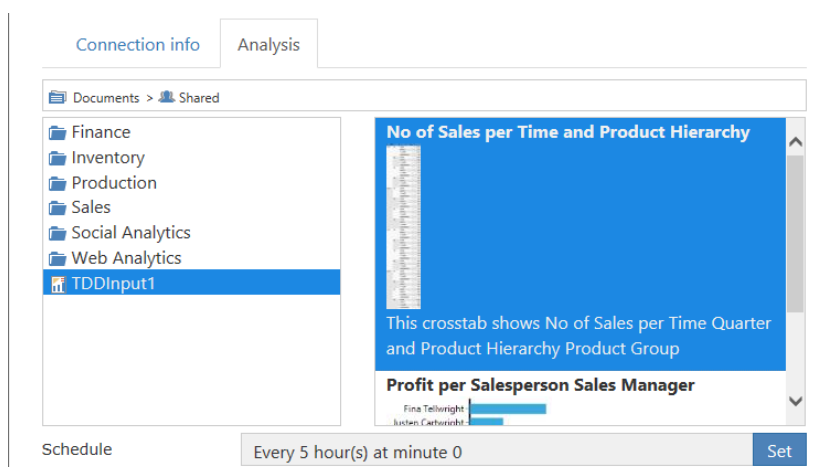 Connection info
Analysis
Documents > Shared
Finance
Inventory
Production
Sales
Social Analytics
Web Analytics
TDDInput1
No of Sales per Time and Product Hierarchy
This crosstab shows No of Sales per Time Quarter
and Product Hierarchy Product Group
Profit per Salesperson Sales Manager
Fina Tellwright
Justen Cartwright
Schedule
Every 5 hour(s) at minute 0
Set